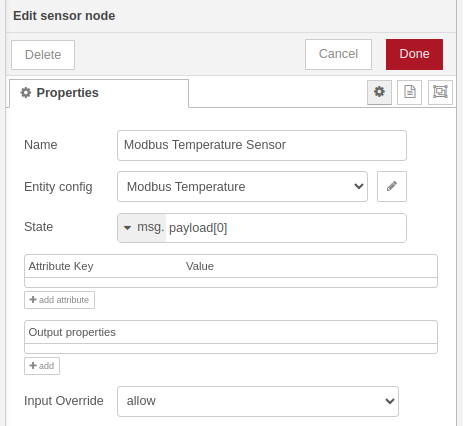 Edit sensor node
Delete
Cancel
Done
Properties
Name
Modbus Temperature Sensor
Entity config
Modbus Temperature
State
msg.
payload[0]
Attribute Key
Value
add attribute
Output properties
add
Input Override
allow